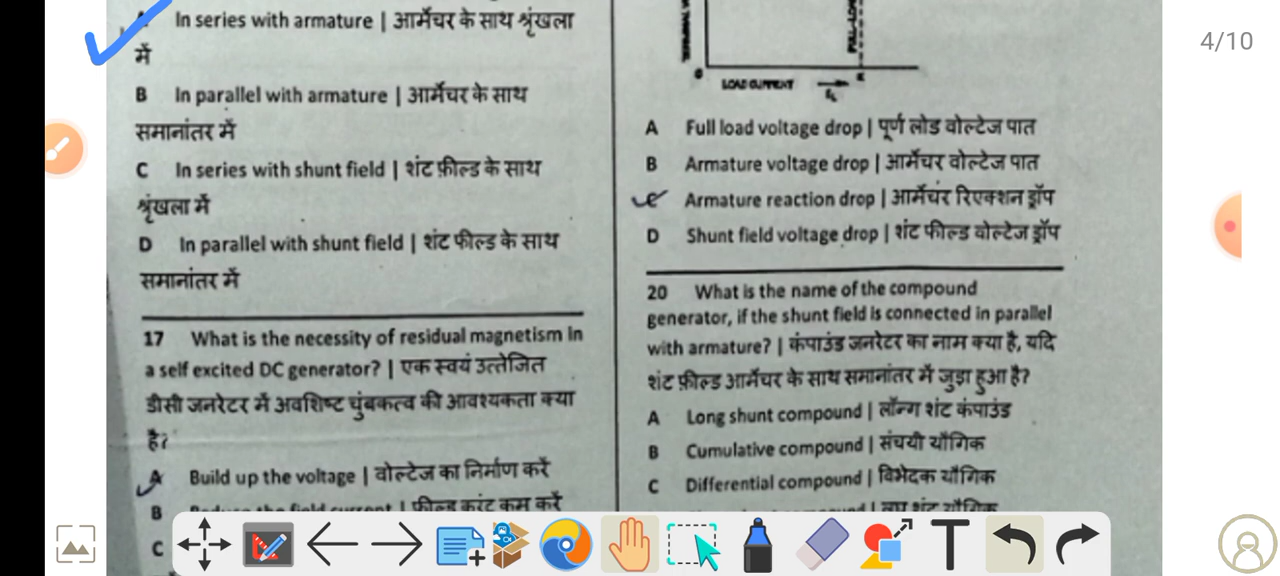 4/10
In series with armature | आर्मेचर के साथ श्रृंखला
में
B In parallel with armature | आर्मेचर के साथ
समानांतर में
C In series with shunt field | शंट फ़ील्ड के साथ
श्रृंखला में
D In parallel with shunt field | शंट फील्ड के साथ
समानांतर में
17 What is the necessity of residual magnetism in
a self excited DC generator? | एक स्वयं उत्तेजित
डीसी जनरेटर में अवशिष्ट चुंबकत्व की आवश्यकता क्या
है?
A Build up the voltage | वोल्टेज का निर्माण करें
B the field current | फील्ड करंट कम करें
C
LOAD CURRENT
A Full load voltage drop | पूर्ण लोड वोल्टेज पात
B Armature voltage drop | आर्मेचर वोल्टेज पात
Armature reaction drop | आर्मेचर रिएक्शन ड्रॉप
D Shunt field voltage drop | शंट फील्ड वोल्टेज ड्रॉप
20 What is the name of the compound
generator, if the shunt field is connected in parallel
with armature? | कंपाउंड जनरेटर का नाम क्या है, यदि
शंट फ़ील्ड आर्मेचर के साथ समानांतर में जुड़ा हुआ है?
A Long shunt compound | लॉन्ग शंट कंपाउंड
B Cumulative compound | संचयी यौगिक
C Differential compound | विभेदक यौगिक
T